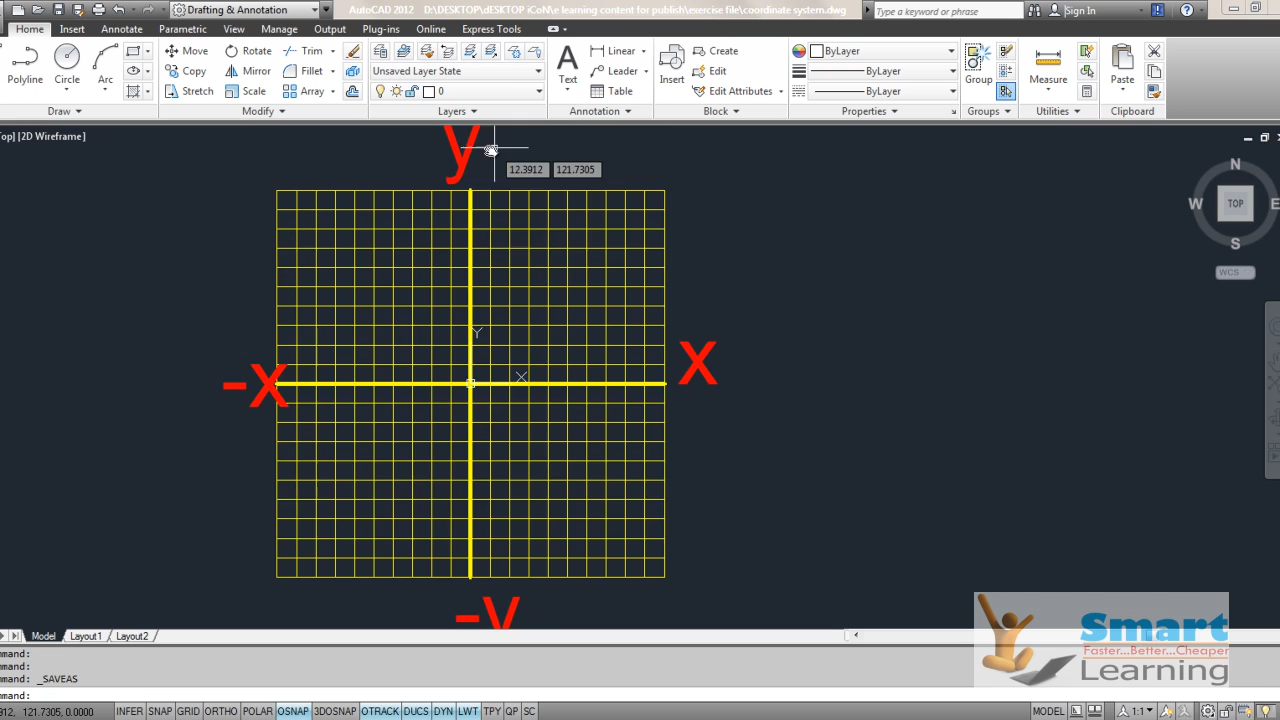 Drafting & Annotation
AutoCAD 2012 D:\DESKTOP\dESKTOP iCoN\e learning content for publish\exercise file\coordinate system.dwg
Type a keyword or phrase
Sign In
Home Insert Annotate Parametric View Manage Output Plug-ins Online Express Tools
Move Rotate Trim
Unsaved Layer State
Linear
Create
ByLayer
Copy Mirror Fillet
Leader
Edit
ByLayer
Polyline Circle Arc
Text
Insert
Group Measure Paste
Stretch Scale Array
0
Table
Edit Attributes
ByLayer
Draw Modify Layers Annotation Block Properties Groups Utilities Clipboard
op] [2D Wireframe]
y
12.3912 121.7305
N
W TOP E
S
WCS
Y
X
-x
x
-y
Model Layout1 Layout2
mmand:
mmand:
mmand: _SAVEAS
mmand:
912, 121.7305, 0.0000
INFER SNAP GRID ORTHO POLAR OSNAP 3DOSNAP OTRACK DUCS DYN LWT TPY QP SC
MODEL 1:1
Smart
Faster...Better...Cheaper
Learning